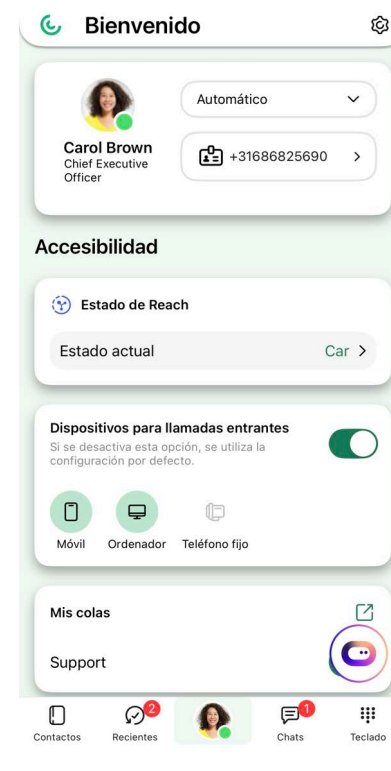 Bienvenido
Automático
Carol Brown
Chief Executive
Officer
+31686825690
Accesibilidad
Estado de Reach
Estado actual
Car
Dispositivos para llamadas entrantes
Si se desactiva esta opción, se utiliza la
configuración por defecto.
Móvil
Ordenador
Teléfono fijo
Mis colas
Support
2
1
Contactos
Recientes
Chats
Teclado